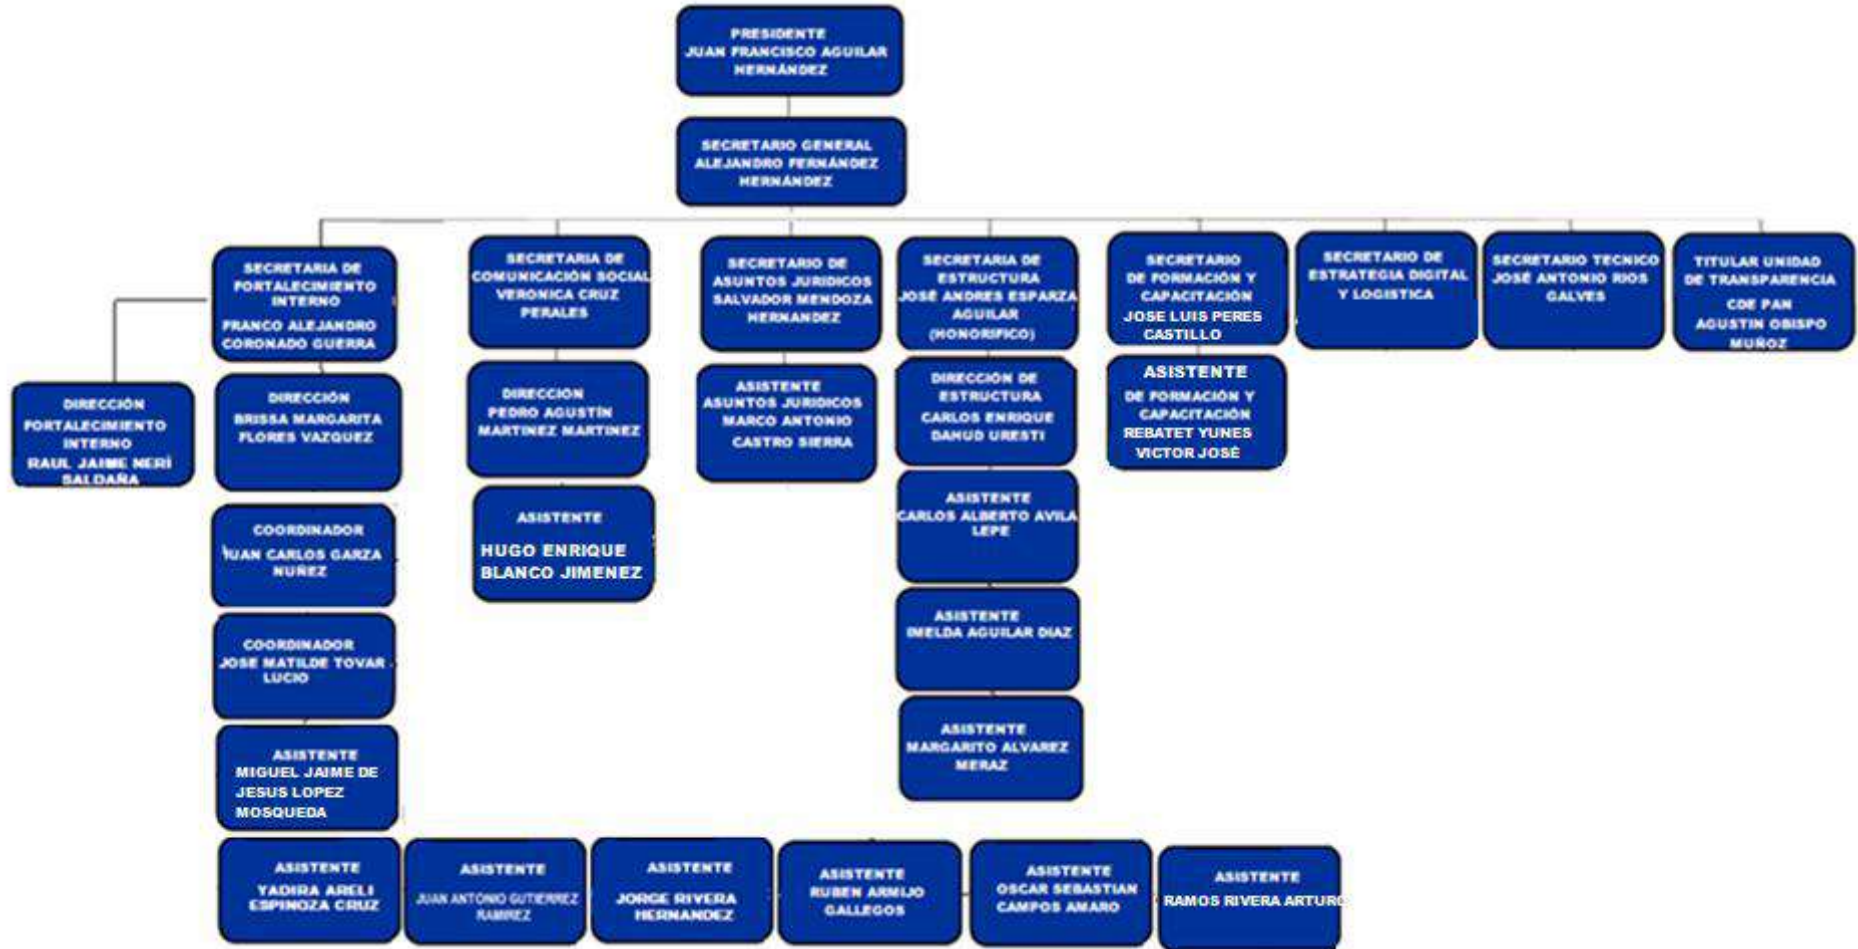 PRESIDENTE
JUAN FRANCISCO AGUILAR
HERNÁNDEZ
SECRETARIO GENERAL
ALEJANDRO FERNÁNDEZ
HERNÁNDEZ
SECRETARIA DE
FORTALECIMIENTO
INTERNO
FRANCO ALEJANDRO
CORONADO GUERRA
SECRETARIA DE
COMUNICACIÓN SOCIAL
VERONICA CRUZ
PERALES
SECRETARIO DE
ASUNTOS JURIDICOS
SALVADOR MENDOZA
HERNANDEZ
SECRETARIA DE
ESTRUCTURA
JOSÉ ANDRES ESPARZA
AGUILAR
(HONORIFICO)
SECRETARIO
DE FORMACIÓN Y
CAPACITACIÓN
JOSE LUIS PERES
CASTILLO
SECRETARIO DE
ESTRATEGIA DIGITAL
Y LOGISTICA
SECRETARIO TECNICO
JOSÉ ANTONIO RIOS
GALVES
TITULAR UNIDAD
DE TRANSPARENCIA
CDE PAN
AGUSTIN OBISPO
MUÑOZ
DIRECCIÓN
FORTALECIMIENTO
INTERNO
RAUL JAIME NERÍ
SALDAÑA
DIRECCIÓN
BRISSA MARGARITA
FLORES VAZQUEZ
DIRECCION
PEDRO AGUSTÍN
MARTINEZ MARTINEZ
ASISTENTE
ASUNTOS JURIDICOS
MARCO ANTONIO
CASTRO SIERRA
DIRECCIÓN DE
ESTRUCTURA
CARLOS ENRIQUE
DAHUD URESTI
ASISTENTE
DE FORMACIÓN Y
CAPACITACIÓN
REBATET YUNES
VICTOR JOSÈ
COORDINADOR
JUAN CARLOS GARZA
NUÑEZ
ASISTENTE
HUGO ENRIQUE
BLANCO JIMENEZ
ASISTENTE
CARLOS ALBERTO AVILA
LEPE
COORDINADOR
JOSE MATILDE TOVAR
LUCIO
ASISTENTE
IMELDA AGUILAR DIAZ
ASISTENTE
MIGUEL JAIME DE
JESUS LOPEZ
MOSQUEDA
ASISTENTE
MARGARITO ALVAREZ
MERAZ
ASISTENTE
YADIRA ARELI
ESPINOZA CRUZ
ASISTENTE
JUAN ANTONIO GUTIERREZ
RAMIREZ
ASISTENTE
JORGE RIVERA
HERNANDEZ
ASISTENTE
RUBEN ARMIJO
GALLEGOS
ASISTENTE
OSCAR SEBASTIAN
CAMPOS AMARO
ASISTENTE
RAMOS RIVERA ARTURO